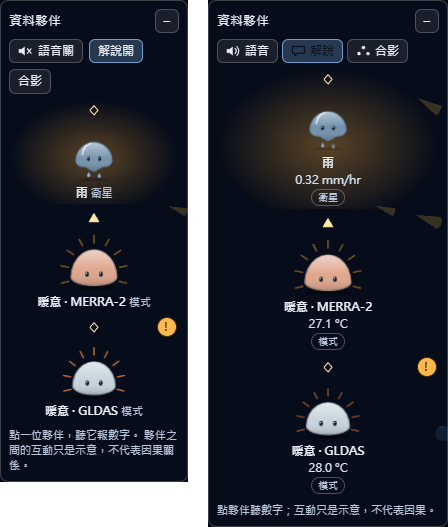 資料夥伴
−
語音關
解說開
合影
雨 衛星
暖意 · MERRA-2 模式
!
暖意 · GLDAS 模式
點一位夥伴，聽它報數字。 夥伴之
間的互動只是示意，不代表因果關
係。
資料夥伴
−
語音
解說
合影
雨
0.32 mm/hr
衛星
暖意 · MERRA-2
27.1 °C
模式
!
暖意 · GLDAS
28.0 °C
模式
點夥伴聽數字；互動只是示意，不代表因果。